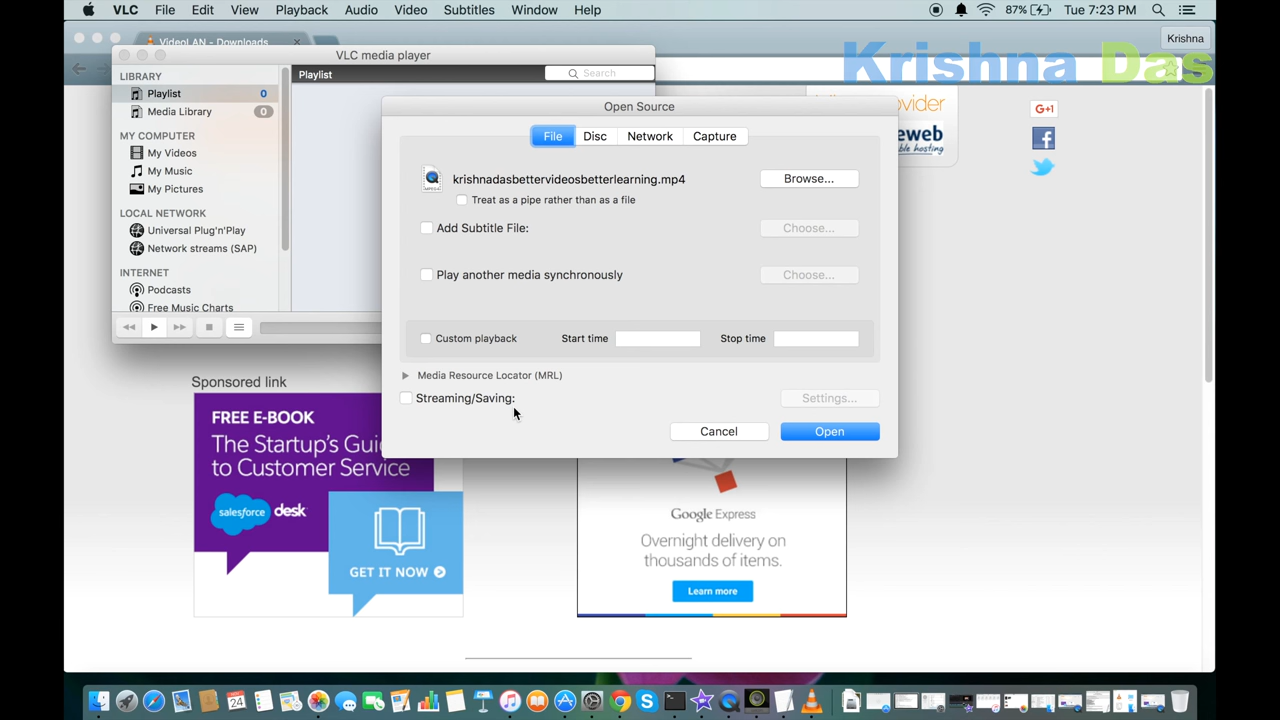 VLC File Edit View Playback Audio Video Subtitles Window Help 87% Tue 7:23 PM
VideoLAN - Downloads
Krishna
Krishna Das
VLC media player
LIBRARY
Playlist 0
Media Library 0
MY COMPUTER
My Videos
My Music
My Pictures
LOCAL NETWORK
Universal Plug'n'Play
Network streams (SAP)
INTERNET
Podcasts
Free Music Charts
Playlist
Search
Open Source
File Disc Network Capture
krishnadasbettervideosbetterlearning.mp4 Browse...
Treat as a pipe rather than as a file
Add Subtitle File: Choose...
Play another media synchronously Choose...
Custom playback Start time Stop time
Media Resource Locator (MRL)
Streaming/Saving: Settings...
Cancel Open
G+1
Sponsored link
FREE E-BOOK
The Startup's Gui
to Customer Service
salesforce desk
GET IT NOW
Google Express
Overnight delivery on
thousands of items.
Learn more
24